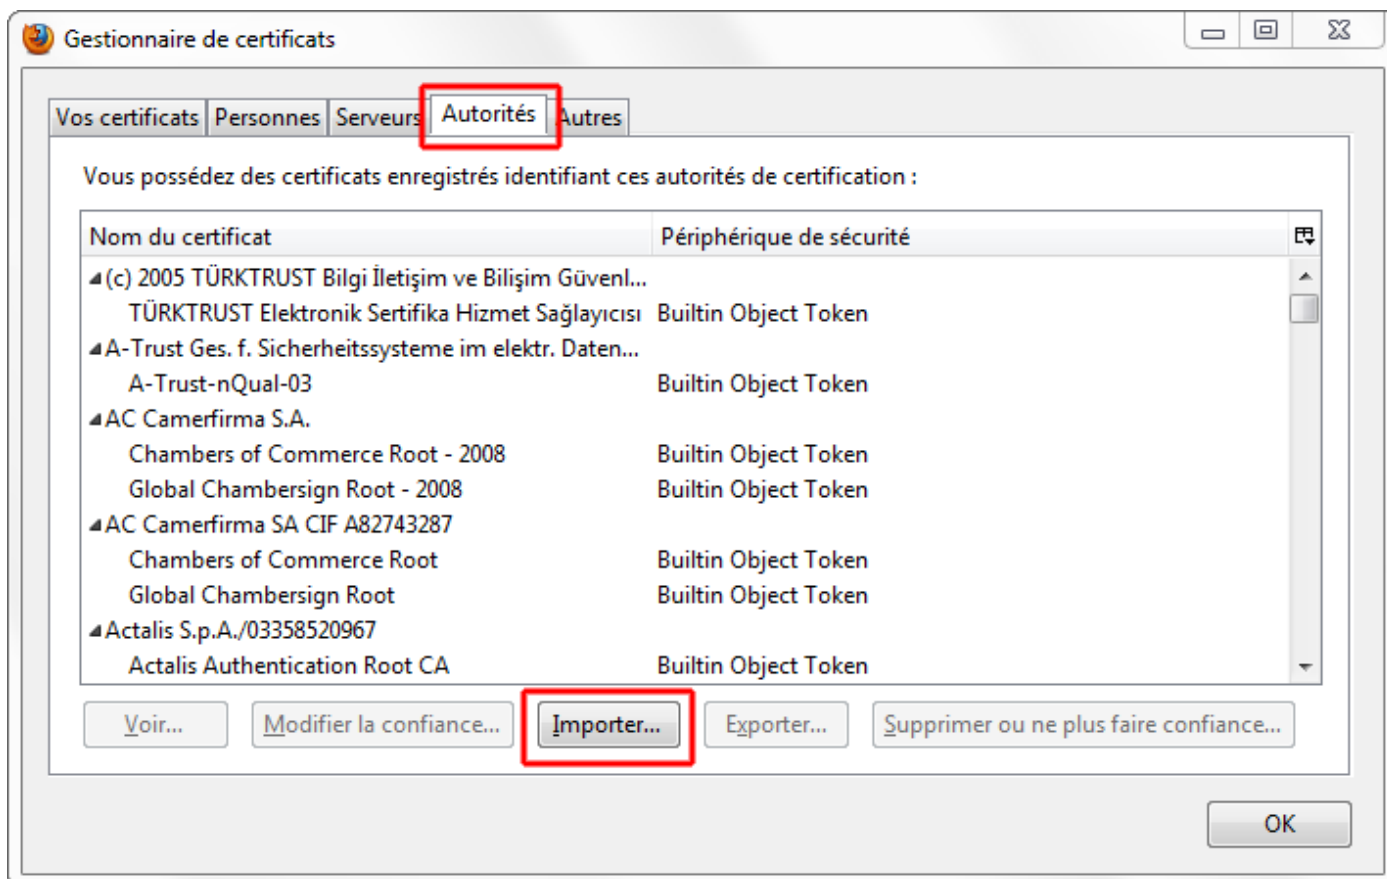 Gestionnaire de certificats
Vos certificats Personnes Serveurs Autorités Autres
Vous possédez des certificats enregistrés identifiant ces autorités de certification :
Nom du certificat Périphérique de sécurité
(c) 2005 TÜRKTRUST Bilgi İletişim ve Bilişim Güvenl...
TÜRKTRUST Elektronik Sertifika Hizmet Sağlayıcısı Builtin Object Token
A-Trust Ges. f. Sicherheitssysteme im elektr. Daten...
A-Trust-nQual-03 Builtin Object Token
AC Camerfirma S.A.
Chambers of Commerce Root - 2008 Builtin Object Token
Global Chambersign Root - 2008 Builtin Object Token
AC Camerfirma SA CIF A82743287
Chambers of Commerce Root Builtin Object Token
Global Chambersign Root Builtin Object Token
Actalis S.p.A./03358520967
Actalis Authentication Root CA Builtin Object Token
Voir... Modifier la confiance... Importer... Exporter... Supprimer ou ne plus faire confiance...
OK